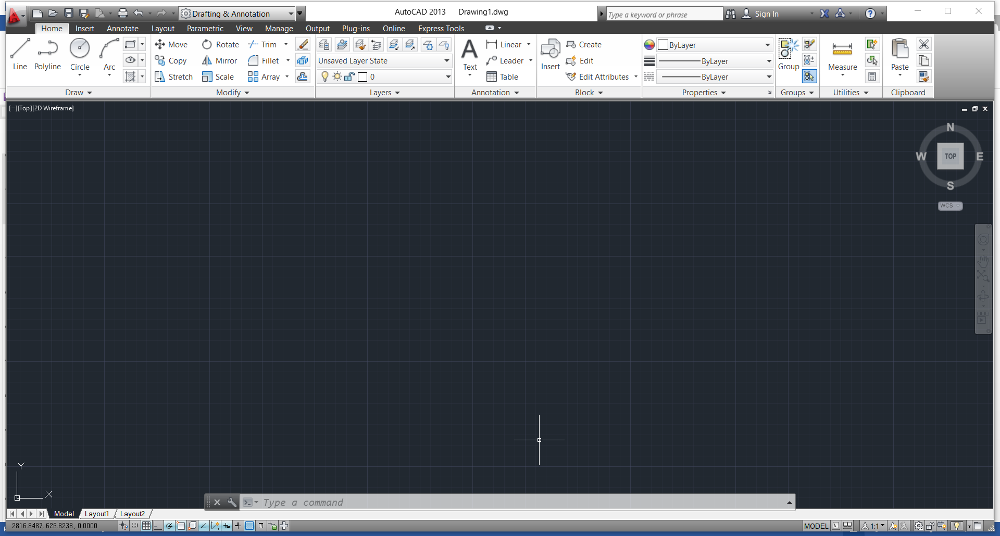 Drafting & Annotation
AutoCAD 2013 Drawing1.dwg
Type a keyword or phrase
Sign In
Home Insert Annotate Layout Parametric View Manage Output Plug-ins Online Express Tools
Line Polyline Circle Arc
Move Rotate Trim
Copy Mirror Fillet
Stretch Scale Array
Unsaved Layer State
0
Text
Linear
Leader
Table
Insert
Create
Edit
Edit Attributes
ByLayer
ByLayer
ByLayer
Group
Measure
Paste
Draw Modify Layers Annotation Block Properties Groups Utilities Clipboard
[−][Top][2D Wireframe]
N
W TOP E
S
WCS
Y
X
Type a command
Model Layout1 Layout2
2816.8487, 626.8238 , 0.0000
MODEL
1:1